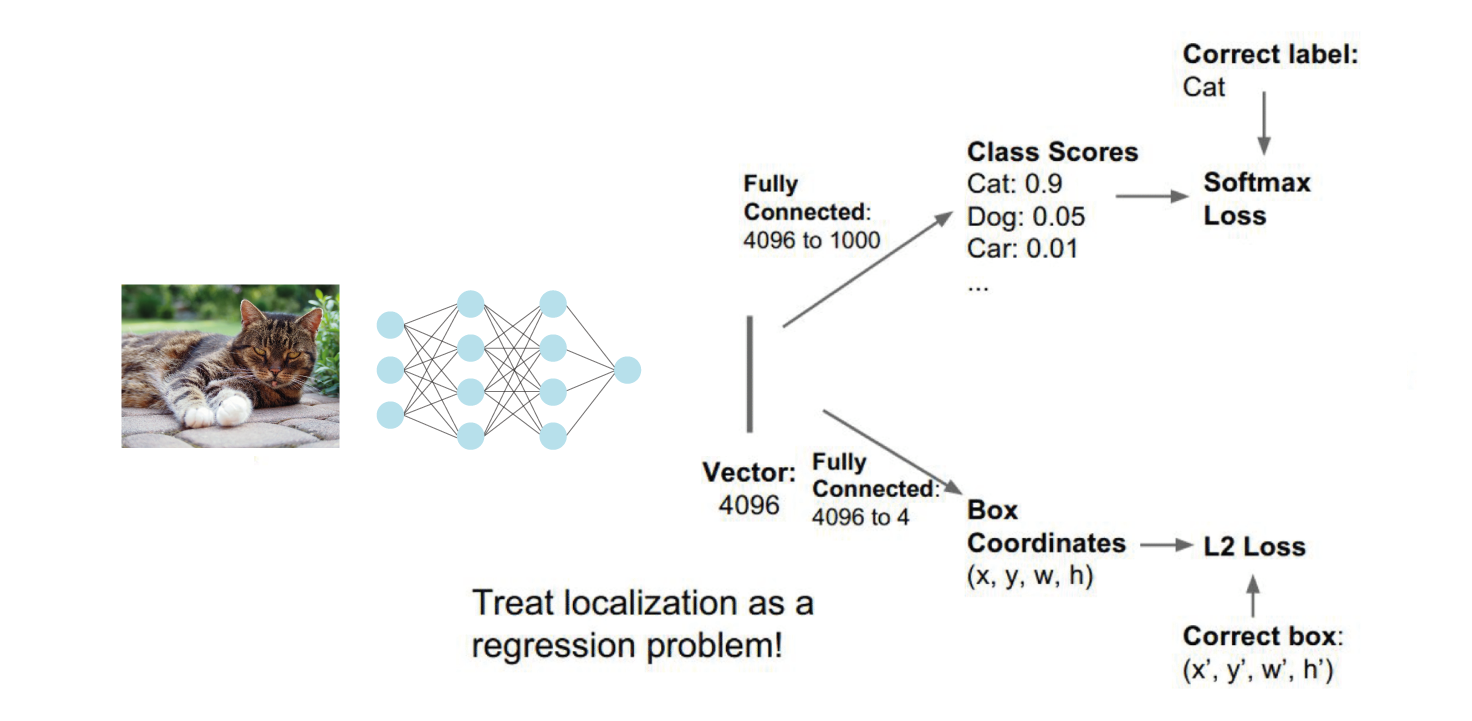 Correct label:
Cat
Class Scores
Cat: 0.9
Dog: 0.05
Car: 0.01
...
Softmax
Loss
Fully
Connected:
4096 to 1000
Vector:
4096
Fully
Connected:
4096 to 4
Box
Coordinates
(x, y, w, h)
L2 Loss
Correct box:
(x’, y’, w’, h’)
Treat localization as a
regression problem!